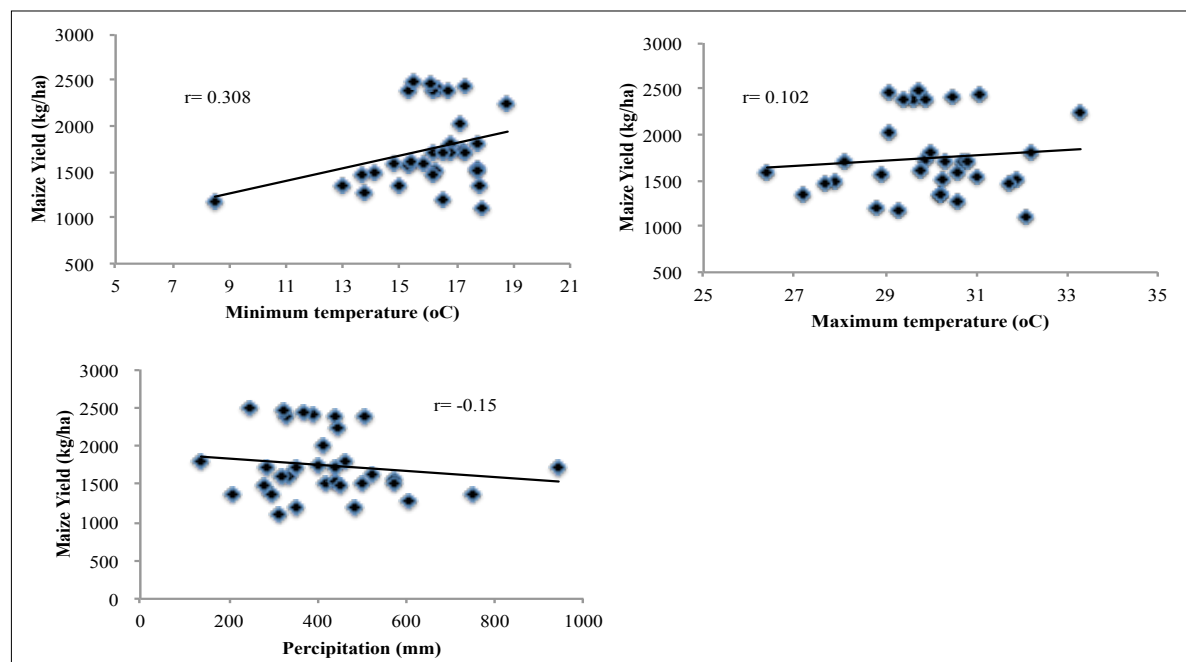 3000
2500
2000
1500
1000
500
Maize Yield (kg/ha)
r= 0.308
5 7 9 11 13 15 17 19 21
Minimum temperature (oC)
3000
2500
2000
1500
1000
500
Maize Yield (kg/ha)
r= 0.102
25 27 29 31 33 35
Maximum temperature (oC)
3000
2500
2000
1500
1000
500
0
Maize Yield (kg/ha)
r= -0.15
0 200 400 600 800 1000
Percipitation (mm)